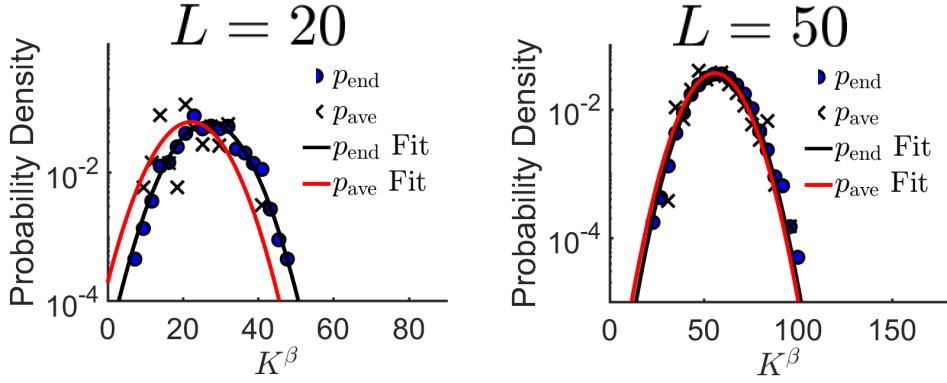 L = 20
Probability Density
10^-2
10^-4
p_end
p_ave
p_end Fit
p_ave Fit
0 20 40 60 80
K^β
L = 50
Probability Density
10^-2
10^-4
p_end
p_ave
p_end Fit
p_ave Fit
0 50 100 150
K^β